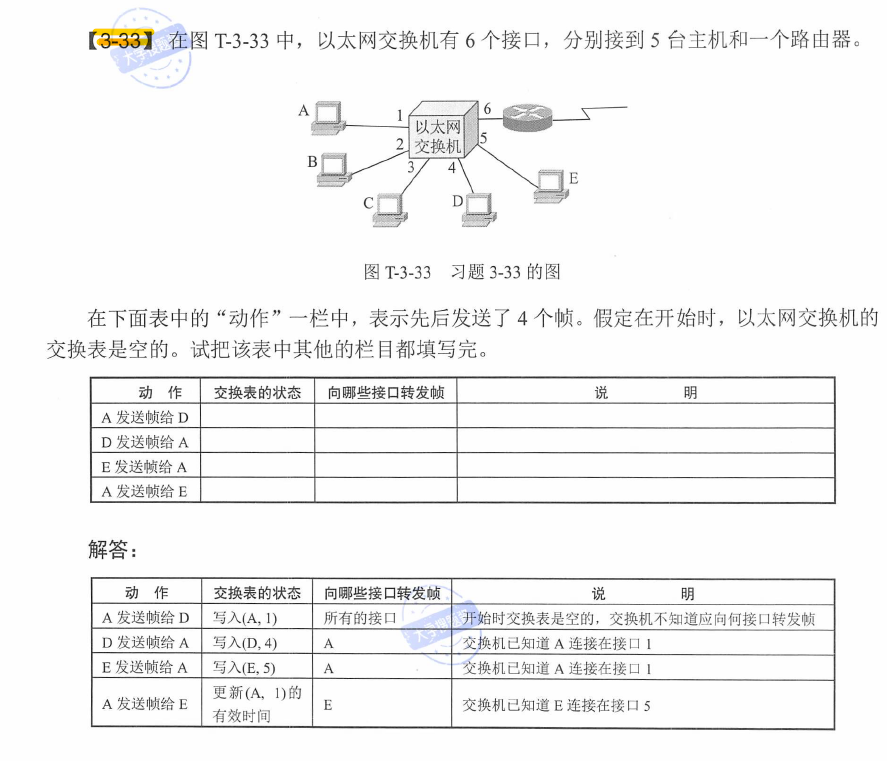 【3-33】 在图 T-3-33 中，以太网交换机有 6 个接口，分别接到 5 台主机和一个路由器。
A
1
以太网
交换机
6
2
5
B
3
4
E
C
D
图 T-3-33 习题 3-33 的图
在下面表中的“动作”一栏中，表示先后发送了 4 个帧。假定在开始时，以太网交换机的
交换表是空的。试把该表中其他的栏目都填写完。
动 作 交换表的状态 向哪些接口转发帧 说 明
A 发送帧给 D
D 发送帧给 A
E 发送帧给 A
A 发送帧给 E
解答：
动 作 交换表的状态 向哪些接口转发帧 说 明
A 发送帧给 D 写入(A, 1) 所有的接口 开始时交换表是空的，交换机不知道应向何接口转发帧
D 发送帧给 A 写入(D, 4) A 交换机已知道 A 连接在接口 1
E 发送帧给 A 写入(E, 5) A 交换机已知道 A 连接在接口 1
A 发送帧给 E 更新(A, 1)的 E 交换机已知道 E 连接在接口 5
有效时间